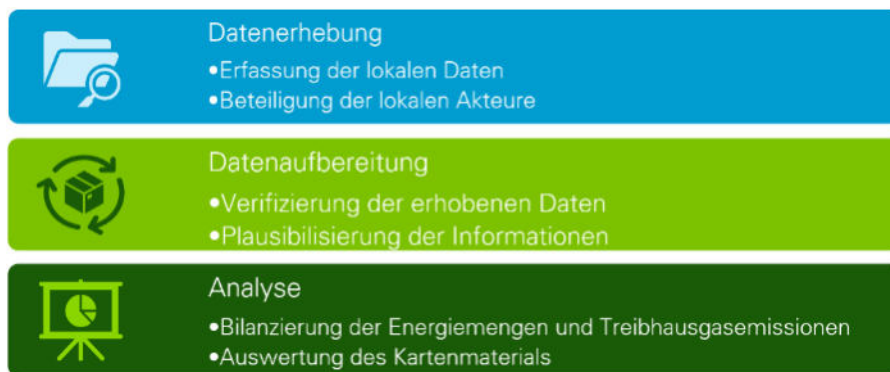 Datenerhebung
•Erfassung der lokalen Daten
•Beteiligung der lokalen Akteure
Datenaufbereitung
•Verifizierung der erhobenen Daten
•Plausibilisierung der Informationen
Analyse
•Bilanzierung der Energiemengen und Treibhausgasemissionen
•Auswertung des Kartenmaterials